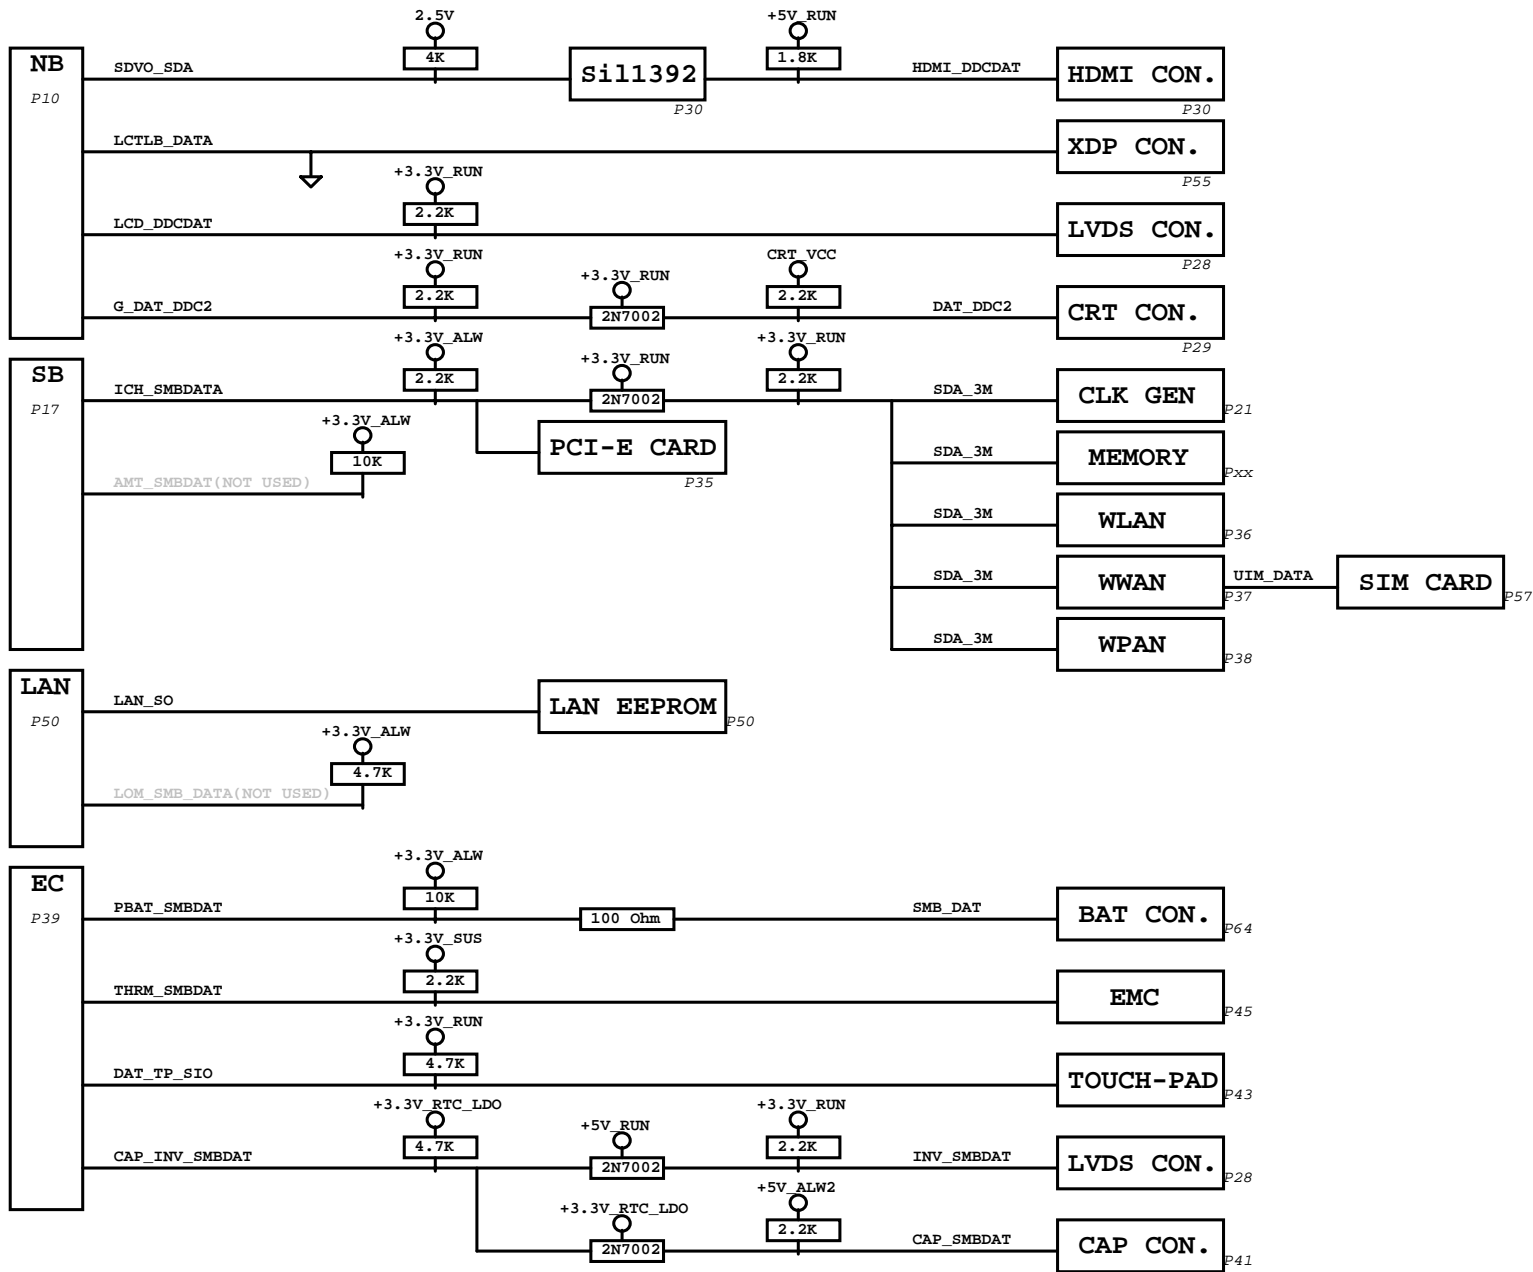 2.5V
+5V_RUN
NB
SDVO_SDA
4K
Sil1392
1.8K
HDMI_DDCDAT
HDMI CON.
P10
P30
P30
LCTLB_DATA
XDP CON.
+3.3V_RUN
P55
2.2K
LCD_DDCDAT
LVDS CON.
+3.3V_RUN
+3.3V_RUN
CRT_VCC
P28
2.2K
2.2K
G_DAT_DDC2
2N7002
DAT_DDC2
CRT CON.
+3.3V_ALW
+3.3V_RUN
+3.3V_RUN
P29
SB
2.2K
2.2K
ICH_SMBDATA
2N7002
SDA_3M
CLK GEN
P17
P21
+3.3V_ALW
10K
PCI-E CARD
SDA_3M
MEMORY
Pxx
AMT_SMBDAT(NOT USED)
P35
SDA_3M
WLAN
P36
SDA_3M
WWAN
UIM_DATA
SIM CARD
P37
P57
SDA_3M
WPAN
P38
LAN
LAN_SO
LAN EEPROM
P50
P50
+3.3V_ALW
4.7K
LOM_SMB_DATA(NOT USED)
+3.3V_ALW
EC
10K
PBAT_SMBDAT
100 Ohm
SMB_DAT
BAT CON.
P39
P64
+3.3V_SUS
2.2K
THRM_SMBDAT
EMC
P45
+3.3V_RUN
4.7K
DAT_TP_SIO
TOUCH-PAD
P43
+3.3V_RTC_LDO
+5V_RUN
+3.3V_RUN
4.7K
2.2K
CAP_INV_SMBDAT
2N7002
INV_SMBDAT
LVDS CON.
P28
+3.3V_RTC_LDO
+5V_ALW2
2.2K
2N7002
CAP_SMBDAT
CAP CON.
P41